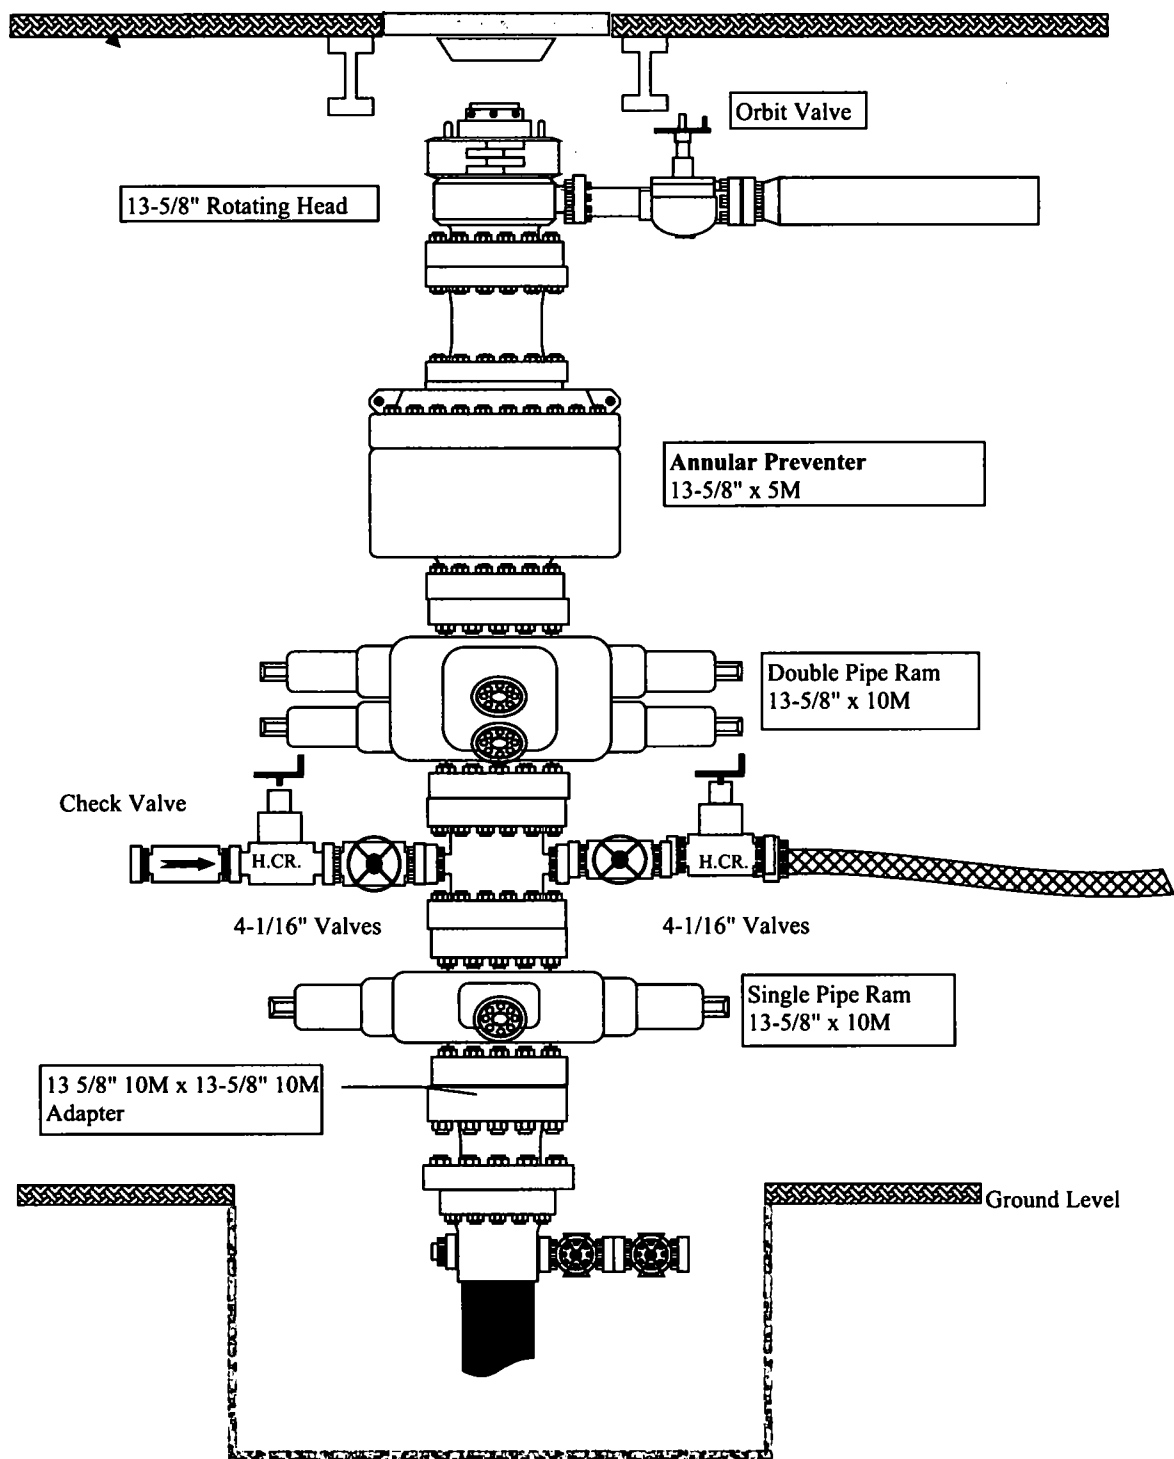 Orbit Valve
13-5/8" Rotating Head
Annular Preventer
13-5/8" x 5M
Double Pipe Ram
13-5/8" x 10M
Check Valve
H.CR.
H.CR.
4-1/16" Valves
4-1/16" Valves
Single Pipe Ram
13-5/8" x 10M
13 5/8" 10M x 13-5/8" 10M
Adapter
Ground Level